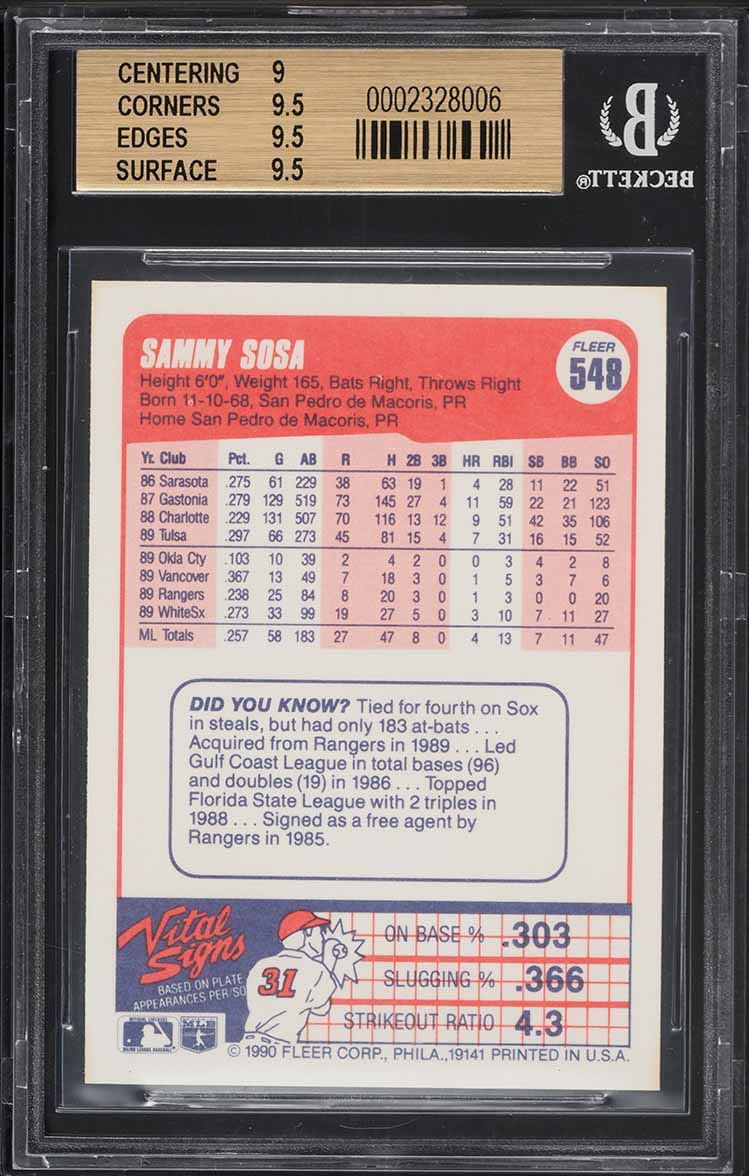 CENTERING 9
CORNERS 9.5
EDGES 9.5
SURFACE 9.5
0002328006
B
BECKETT®
SAMMY SOSA
FLEER
548
Height 6'0", Weight 165, Bats Right, Throws Right
Born 11-10-68, San Pedro de Macoris, PR
Home San Pedro de Macoris, PR
Yr. Club Pct. G AB R H 2B 3B HR RBI SB BB SO
86 Sarasota .275 61 229 38 63 19 1 4 28 11 22 51
87 Gastonia .279 129 519 73 145 27 4 11 59 22 21 123
88 Charlotte .229 131 507 70 116 13 12 9 51 42 35 106
89 Tulsa .297 66 273 45 81 15 4 7 31 16 15 52
89 Okla Cty .103 10 39 2 4 2 0 0 3 4 2 8
89 Vancover .367 13 49 7 18 3 0 1 5 3 7 6
89 Rangers .238 25 84 8 20 3 0 1 3 0 0 20
89 WhiteSx .273 33 99 19 27 5 0 3 10 7 11 27
ML Totals .257 58 183 27 47 8 0 4 13 7 11 47
DID YOU KNOW? Tied for fourth on Sox
in steals, but had only 183 at-bats . . .
Acquired from Rangers in 1989 . . . Led
Gulf Coast League in total bases (96)
and doubles (19) in 1986 . . . Topped
Florida State League with 2 triples in
1988 . . . Signed as a free agent by
Rangers in 1985.
Vital
Signs
BASED ON PLATE
APPEARANCES PER/SO
31
ON BASE % .303
SLUGGING % .366
STRIKEOUT RATIO 4.3
© 1990 FLEER CORP., PHILA.,19141 PRINTED IN U.S.A.